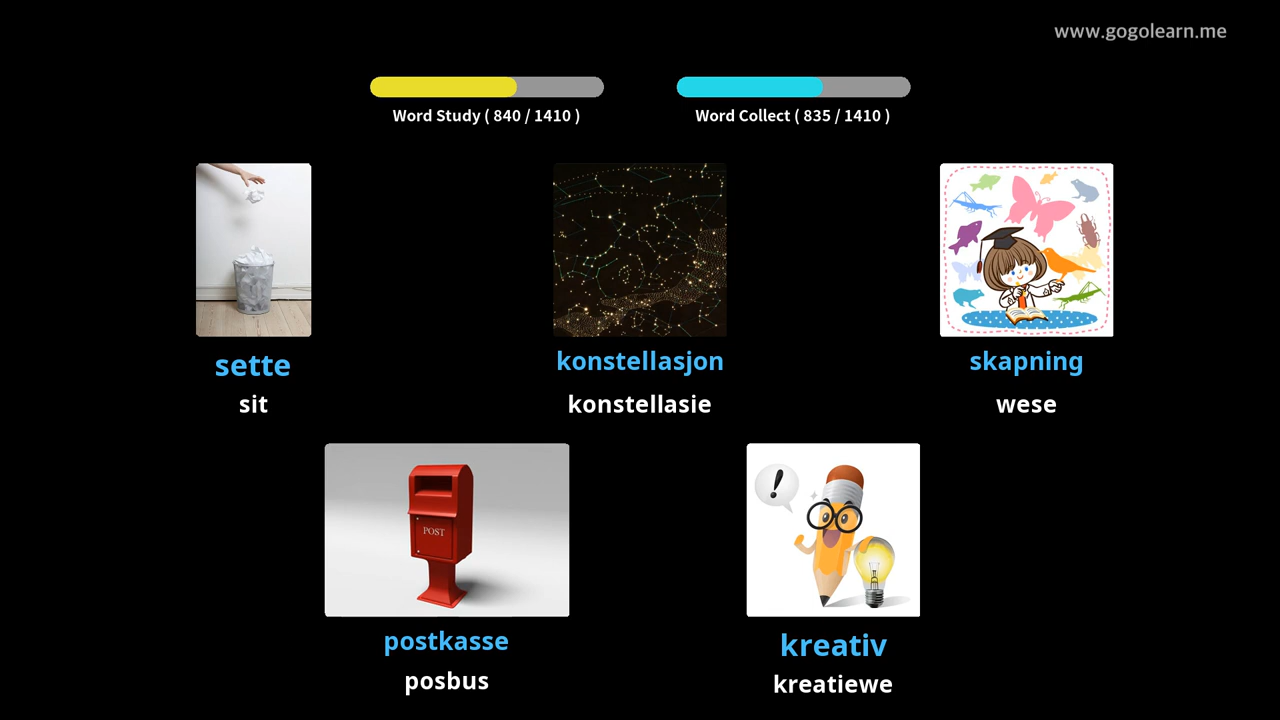 www.gogolearn.me
Word Study ( 840 / 1410 )
Word Collect ( 835 / 1410 )
sette
konstellasjon
skapning
sit
konstellasie
wese
POST
!
postkasse
kreativ
posbus
kreatiewe